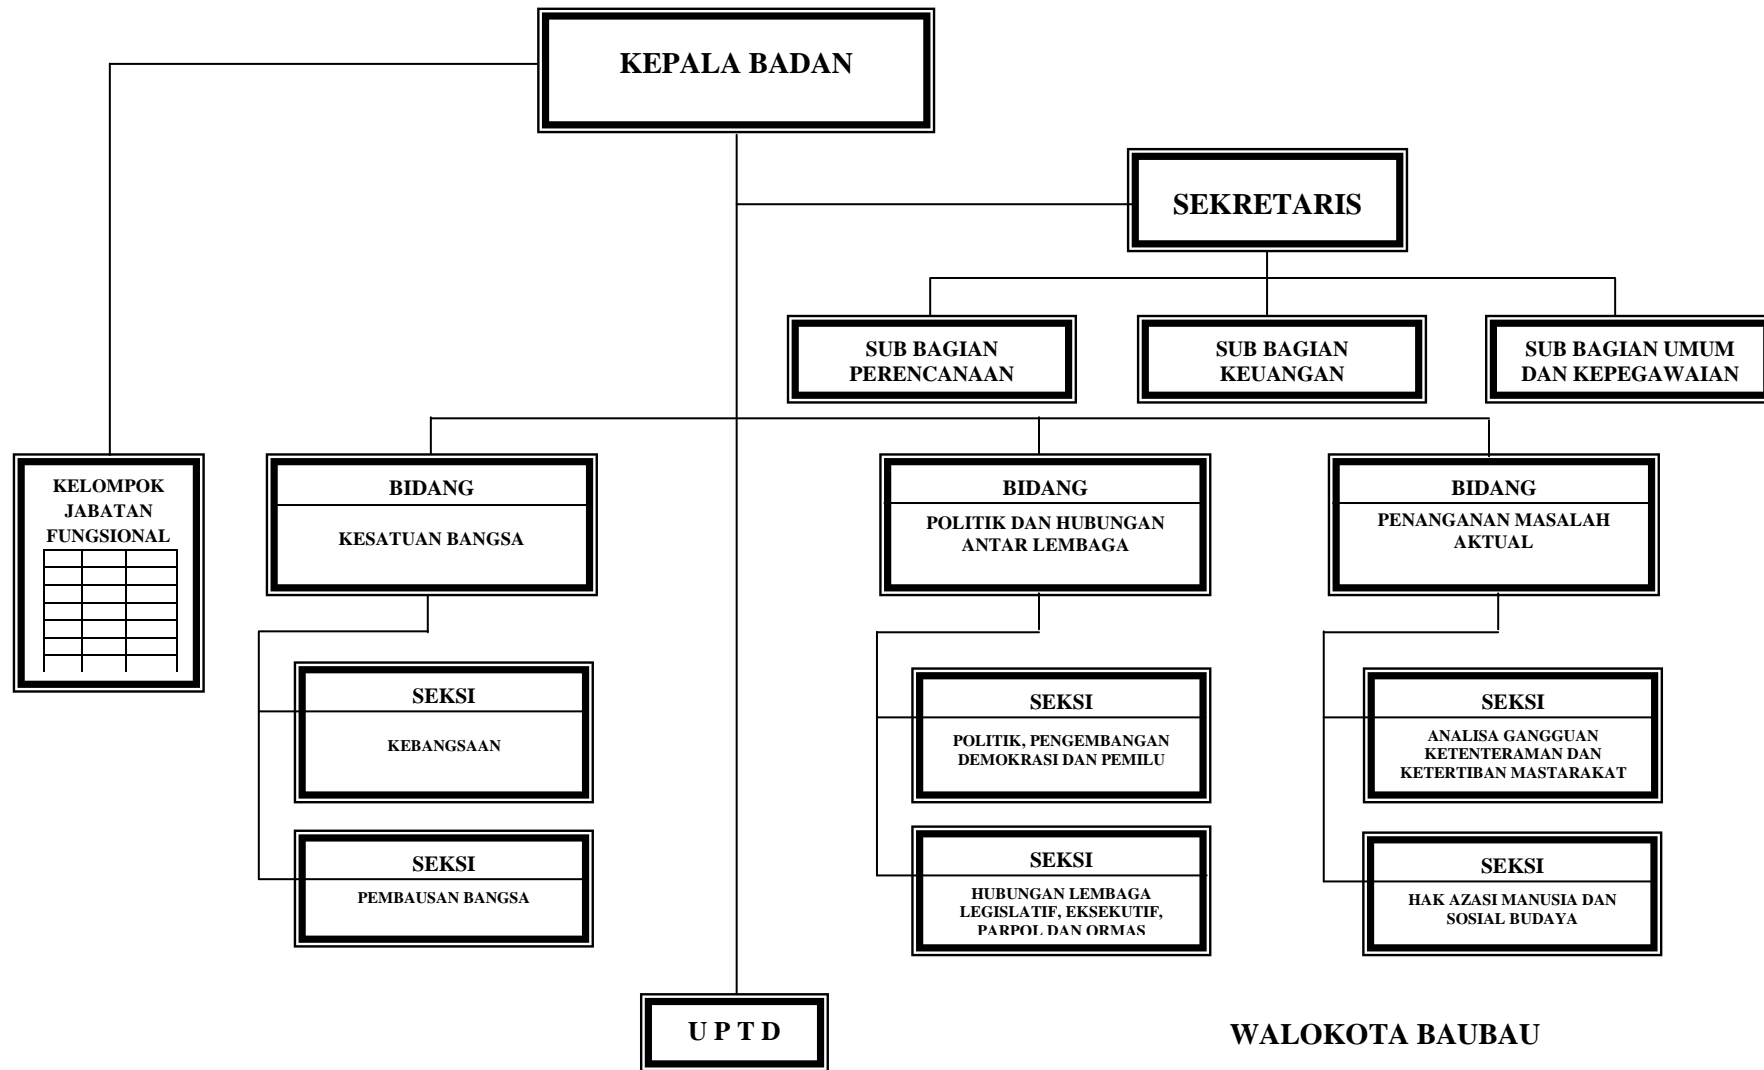 KEPALA BADAN
SEKRETARIS
SUB BAGIAN
PERENCANAAN
SUB BAGIAN
KEUANGAN
SUB BAGIAN UMUM
DAN KEPEGAWAIAN
KELOMPOK
JABATAN
FUNGSIONAL
BIDANG
KESATUAN BANGSA
BIDANG
POLITIK DAN HUBUNGAN
ANTAR LEMBAGA
BIDANG
PENANGANAN MASALAH
AKTUAL
SEKSI
KEBANGSAAN
SEKSI
POLITIK, PENGEMBANGAN
DEMOKRASI DAN PEMILU
SEKSI
ANALISA GANGGUAN
KETENTERAMAN DAN
KETERTIBAN MASTARAKAT
SEKSI
PEMBAUSAN BANGSA
SEKSI
HUBUNGAN LEMBAGA
LEGISLATIF, EKSEKUTIF,
PARPOL DAN ORMAS
SEKSI
HAK AZASI MANUSIA DAN
SOSIAL BUDAYA
U P T D
WALOKOTA BAUBAU